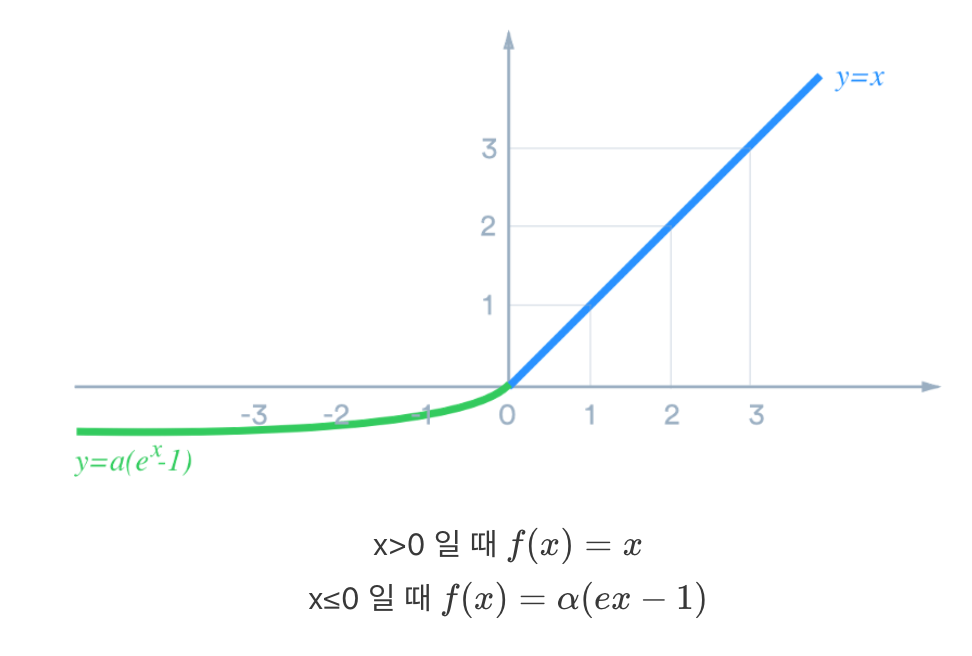 y=x
3
2
1
-3 -2 -1 0 1 2 3
y=a(eˣ-1)
x>0 일 때 f(x) = x
x≤0 일 때 f(x) = α(ex − 1)